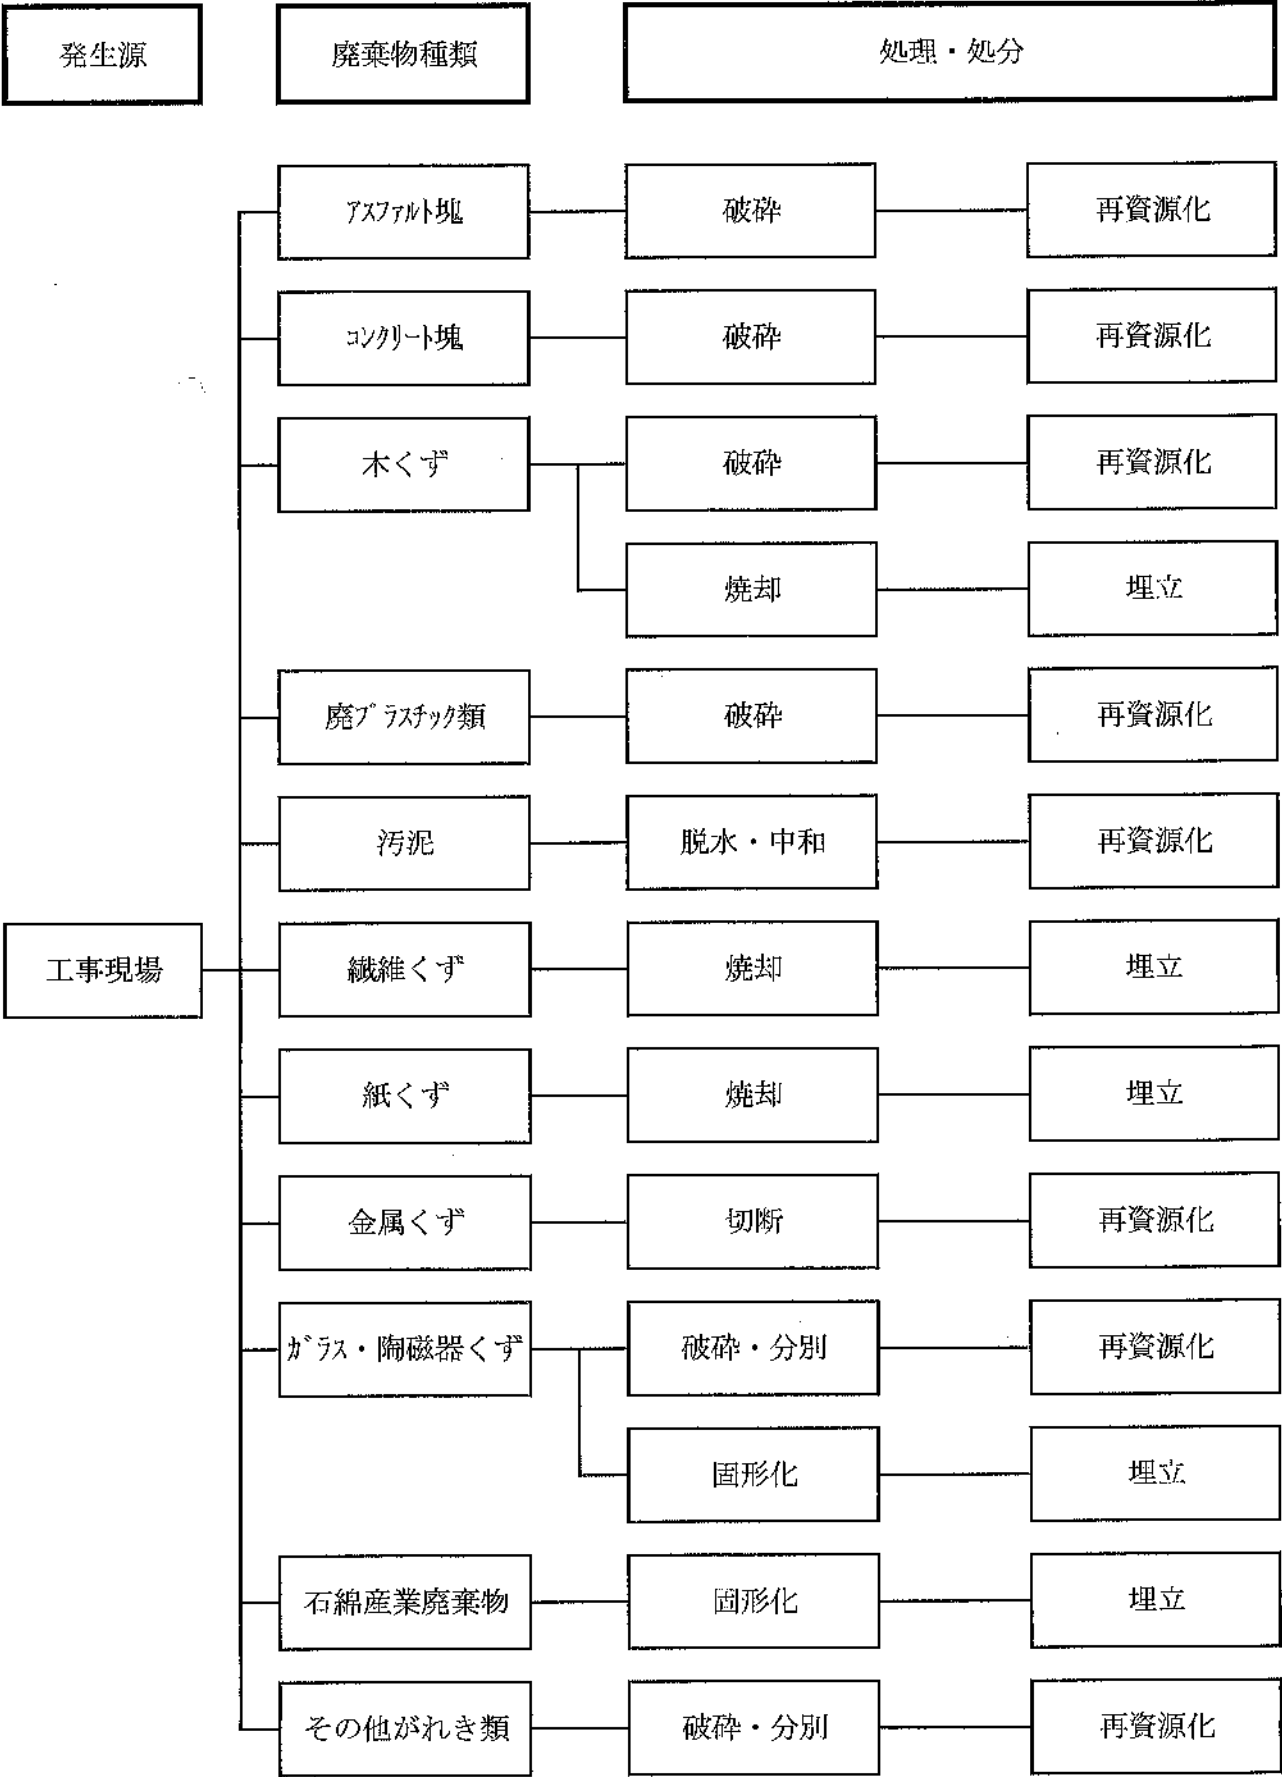 発生源 廃棄物種類 処理・処分
アスファルト塊 破砕 再資源化
コンクリート塊 破砕 再資源化
木くず 破砕 再資源化
焼却 埋立
廃プラスチック類 破砕 再資源化
汚泥 脱水・中和 再資源化
工事現場 繊維くず 焼却 埋立
紙くず 焼却 埋立
金属くず 切断 再資源化
ガラス・陶磁器くず 破砕・分別 再資源化
固形化 埋立
石綿産業廃棄物 固形化 埋立
その他がれき類 破砕・分別 再資源化